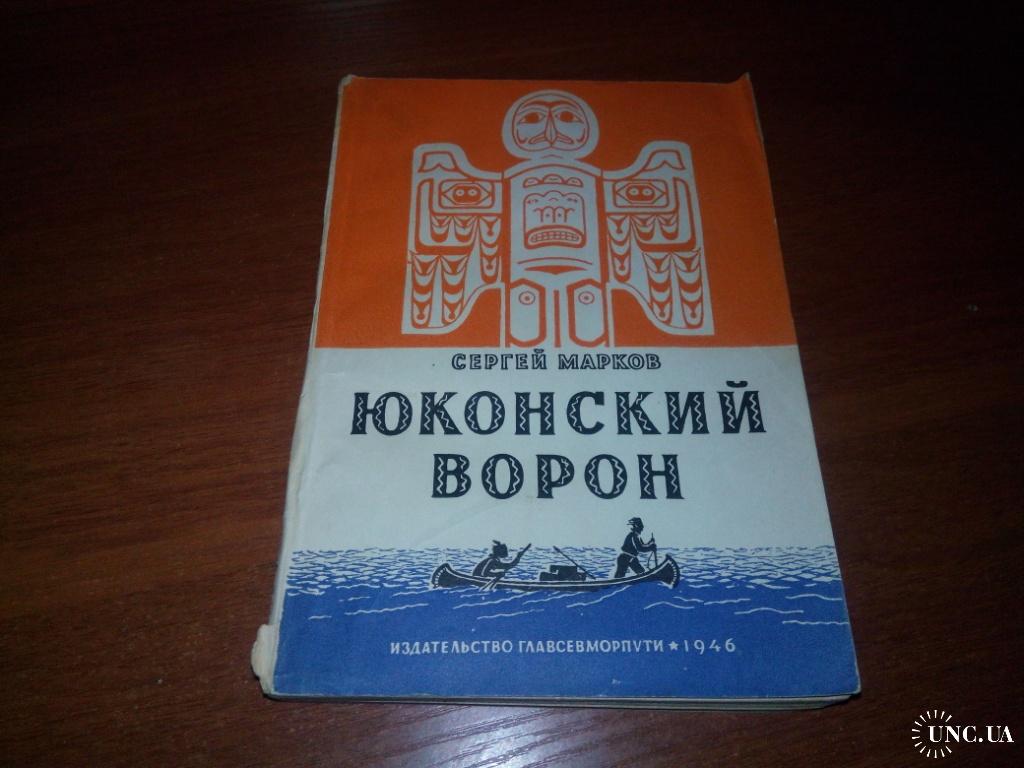 СЕРГЕЙ МАРКОВ
ЮКОНСКИЙ
ВОРОН
ИЗДАТЕЛЬСТВО ГЛАВСЕВМОРПУТИ ★ 1946
UNC.UA